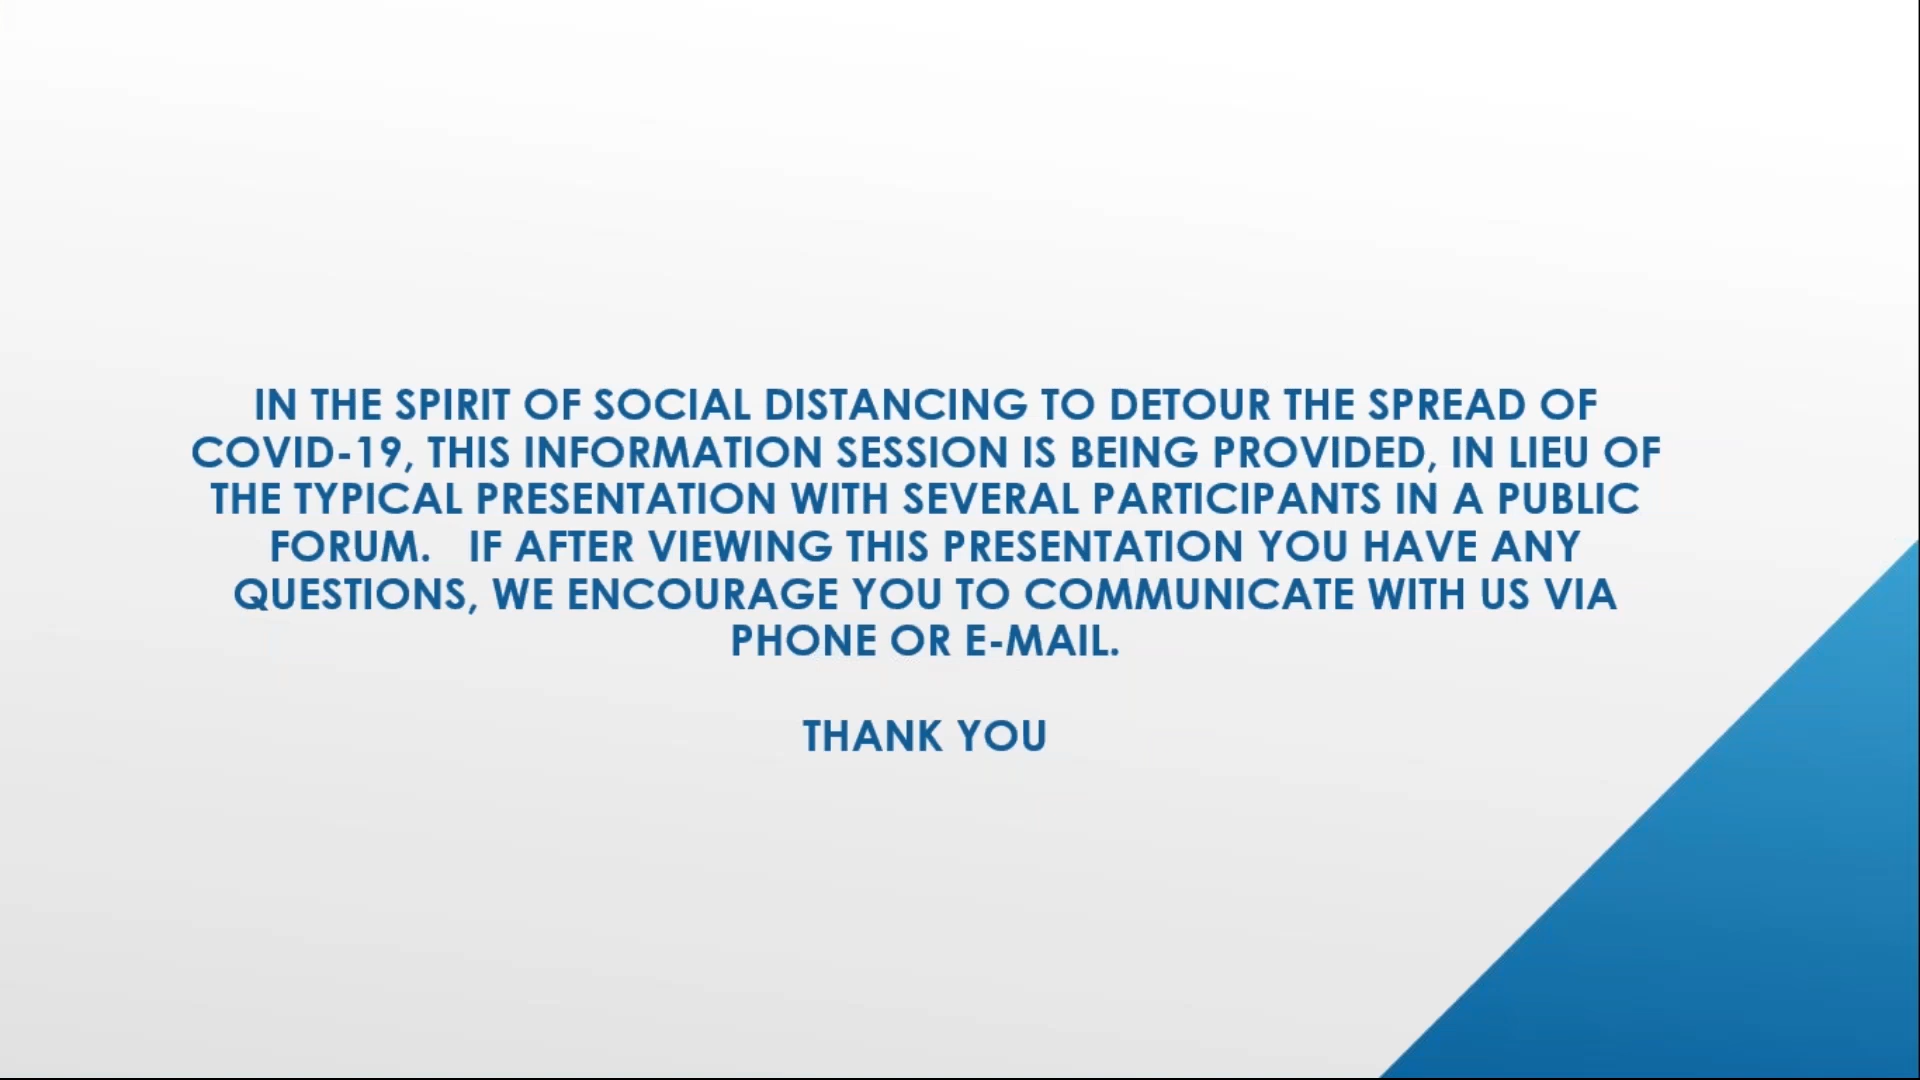 IN THE SPIRIT OF SOCIAL DISTANCING TO DETOUR THE SPREAD OF
COVID-19, THIS INFORMATION SESSION IS BEING PROVIDED, IN LIEU OF
THE TYPICAL PRESENTATION WITH SEVERAL PARTICIPANTS IN A PUBLIC
FORUM.   IF AFTER VIEWING THIS PRESENTATION YOU HAVE ANY
QUESTIONS, WE ENCOURAGE YOU TO COMMUNICATE WITH US VIA
PHONE OR E-MAIL.
THANK YOU